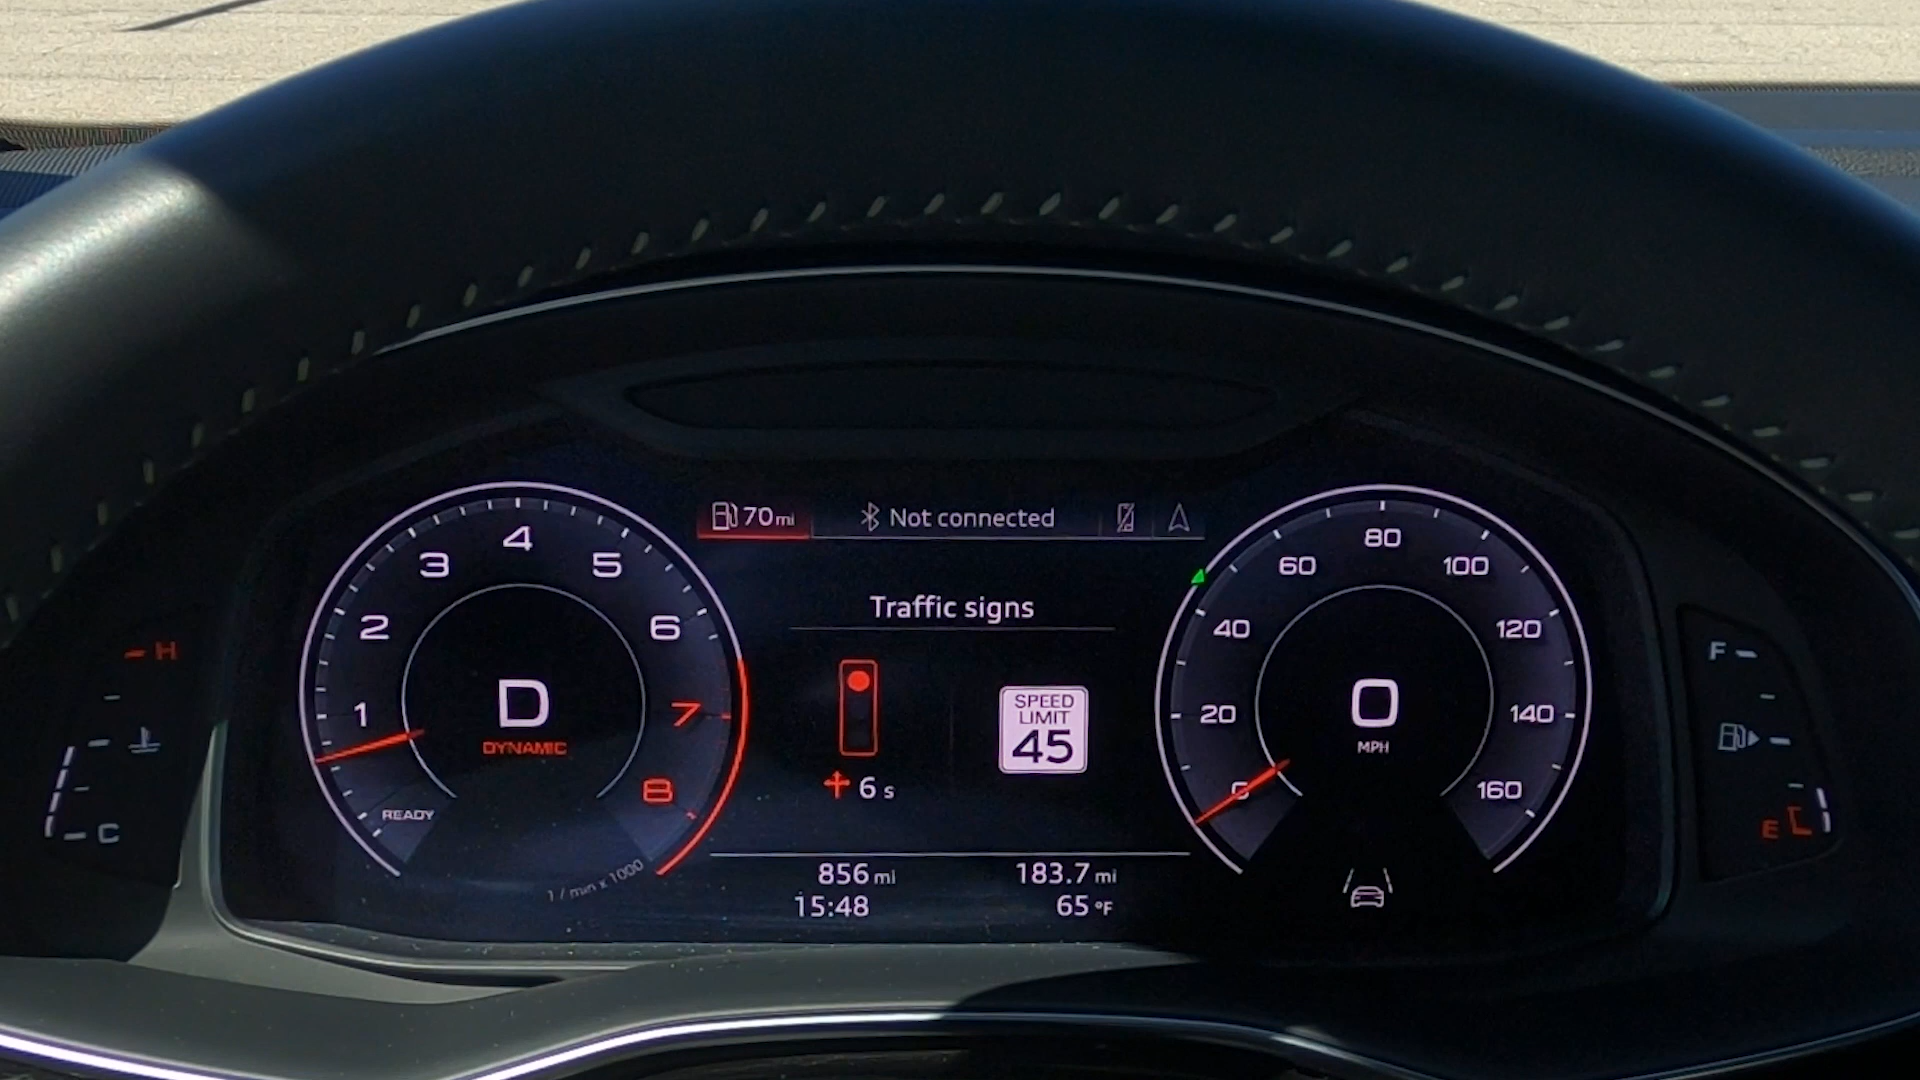 70 mi
Not connected
Traffic signs
SPEED
LIMIT
45
6 s
856 mi
183.7 mi
15:48
65 °F
1
2
3
4
5
6
7
8
D
DYNAMIC
READY
1 / min x 1000
0
20
40
60
80
100
120
140
160
0
MPH
H
C
F
E